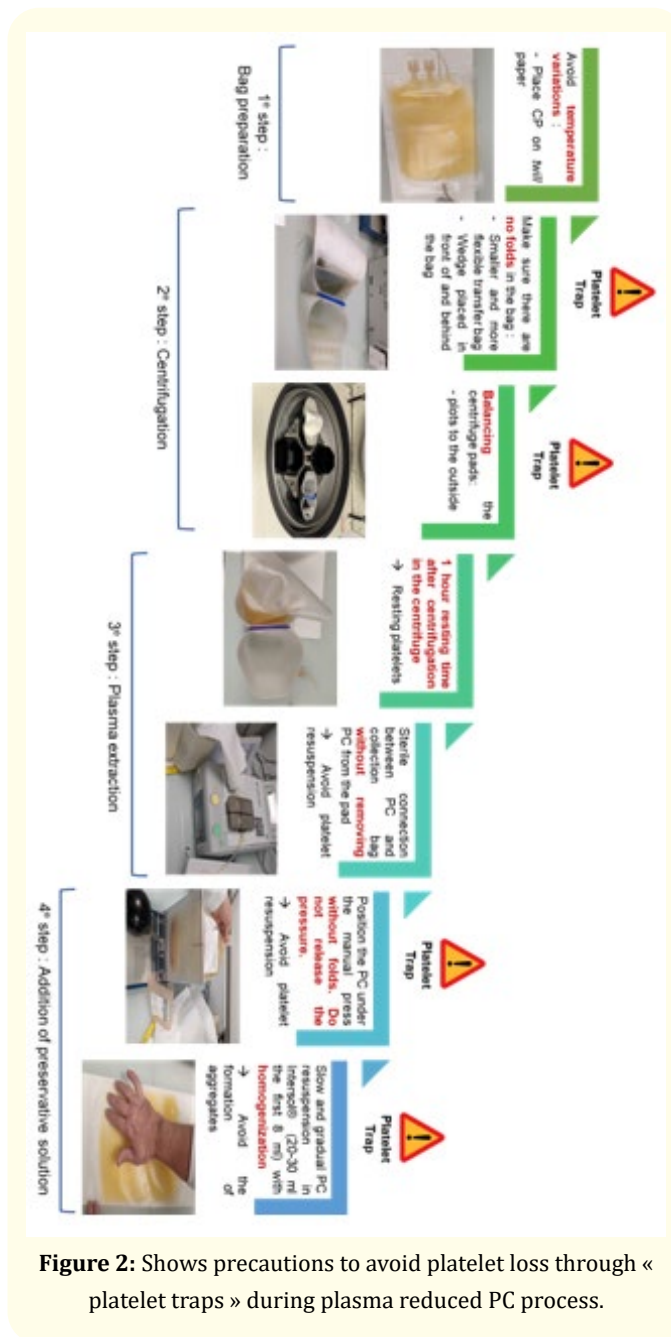 Avoid temperature
variations :
- Place CP on twill
paper
1° step :
Bag preparation
Platelet
Trap
Make sure there are
no folds in the bag :
- Smaller and more
flexible transfer bag
- Wedge placed in
front of and behind
the bag
Platelet
Trap
Balancing the
centrifuge pads:
- plots to the outside
2° step : Centrifugation
1 hour resting time
after centrifugation
in the centrifuge
→ Resting platelets
Sterile connection
between PC and
collection bag
without removing
PC from the pad
→ Avoid platelet
resuspension
3° step : Plasma extraction
Platelet
Trap
Position the PC under
the manual press
without folds. Do
not release the
pressure.
→ Avoid platelet
resuspension
Platelet
Trap
Slow and gradual PC
resuspension in
Intersol® (20-30 ml
the first 8 ml) with
homogenization
→ Avoid the
formation of
aggregates
4° step : Addition of preservative solution
Figure 2: Shows precautions to avoid platelet loss through «
platelet traps » during plasma reduced PC process.